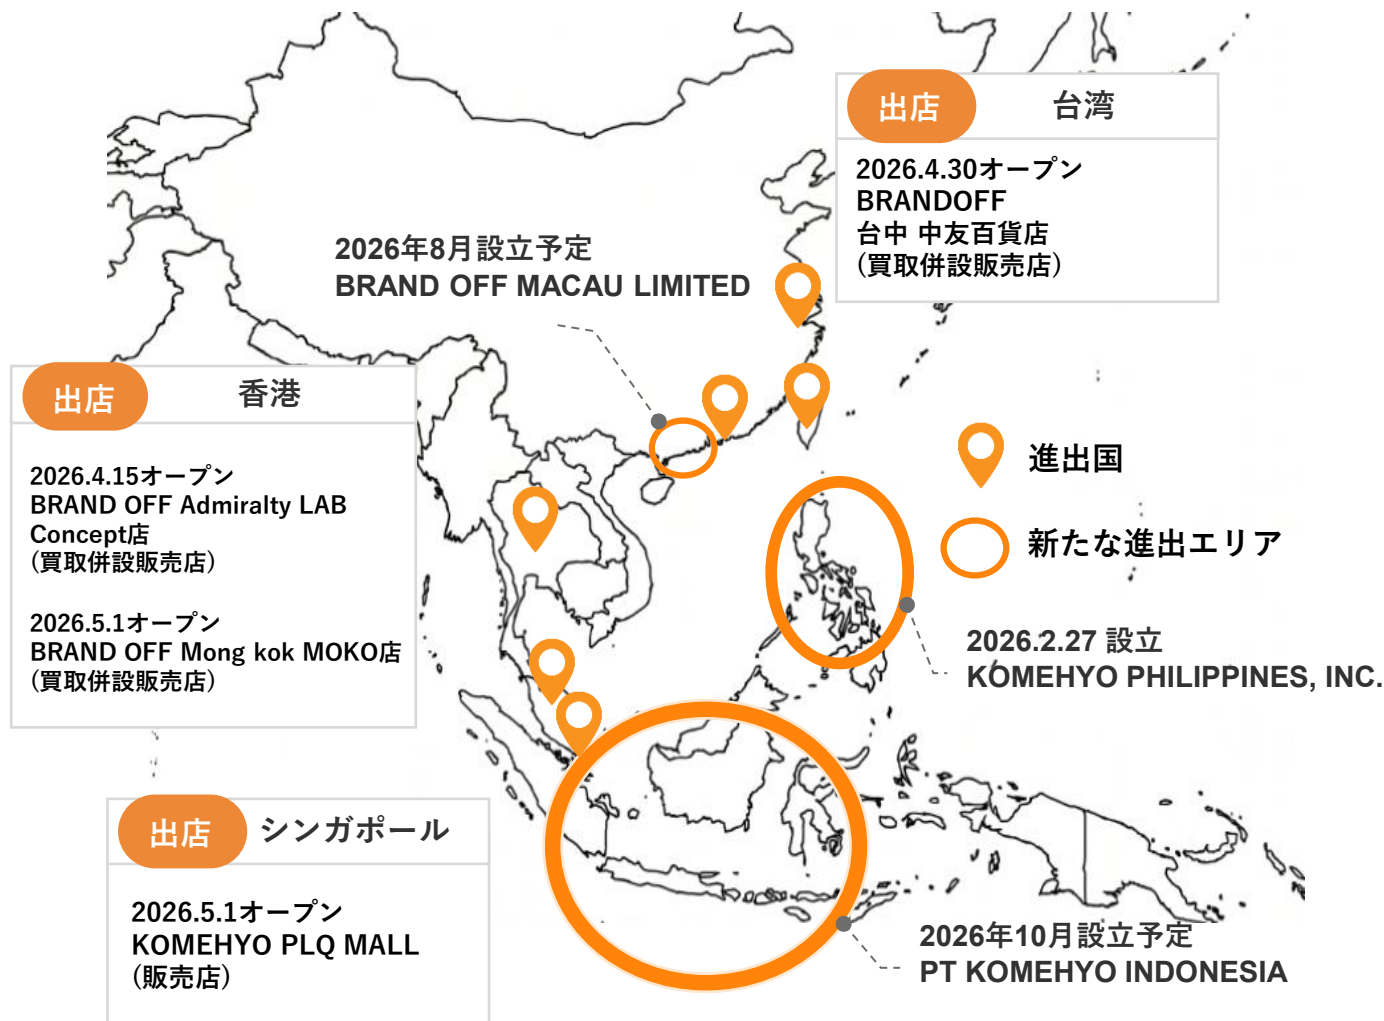 出店 台湾
2026.4.30オープン
BRANDOFF
台中 中友百貨店
(買取併設販売店)
2026年8月設立予定
BRAND OFF MACAU LIMITED
出店 香港
2026.4.15オープン
BRAND OFF Admiralty LAB
Concept店
(買取併設販売店)
2026.5.1オープン
BRAND OFF Mong kok MOKO店
(買取併設販売店)
進出国
新たな進出エリア
2026.2.27 設立
KOMEHYO PHILIPPINES, INC.
出店 シンガポール
2026.5.1オープン
KOMEHYO PLQ MALL
(販売店)
2026年10月設立予定
PT KOMEHYO INDONESIA